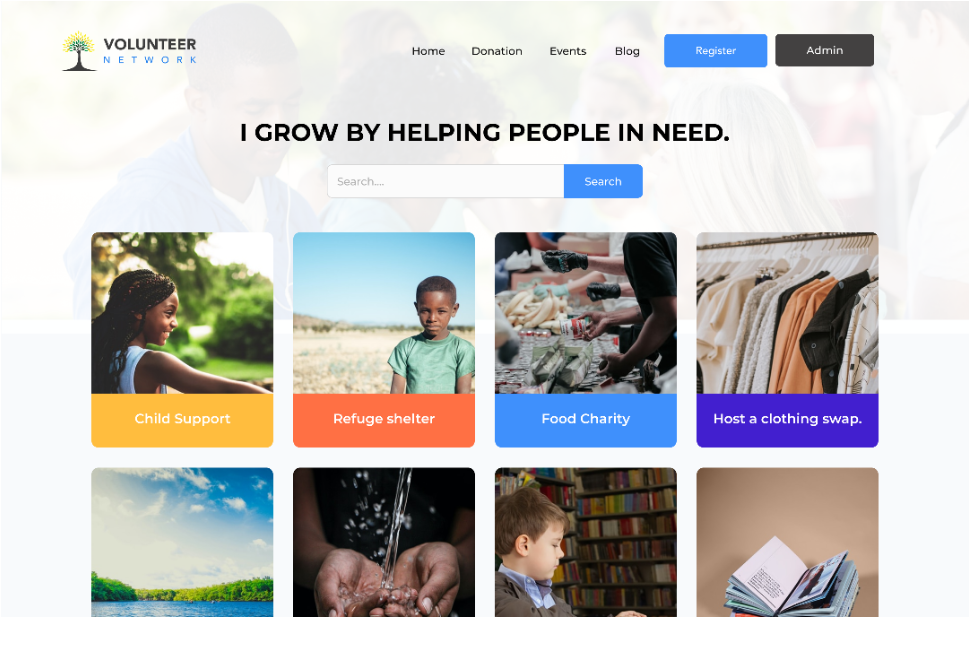 VOLUNTEER
NETWORK
Home Donation Events Blog Register Admin
I GROW BY HELPING PEOPLE IN NEED.
Search.... Search
Child Support Refuge shelter Food Charity Host a clothing swap.